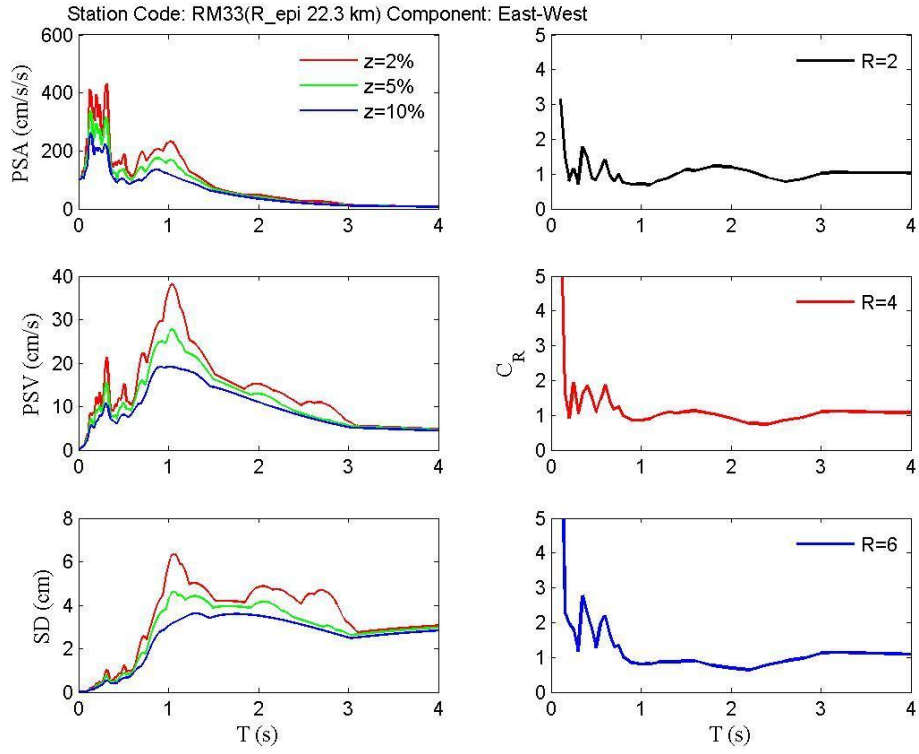 Station Code: RM33(R_epi 22.3 km) Component: East-West
PSA (cm/s/s)
600
400
200
0
0 1 2 3 4
z=2%
z=5%
z=10%
5
4
3
2
1
0
0 1 2 3 4
R=2
PSV (cm/s)
40
30
20
10
0
0 1 2 3 4
C_R
5
4
3
2
1
0
0 1 2 3 4
R=4
SD (cm)
8
6
4
2
0
0 1 2 3 4
T (s)
5
4
3
2
1
0
0 1 2 3 4
R=6
T (s)